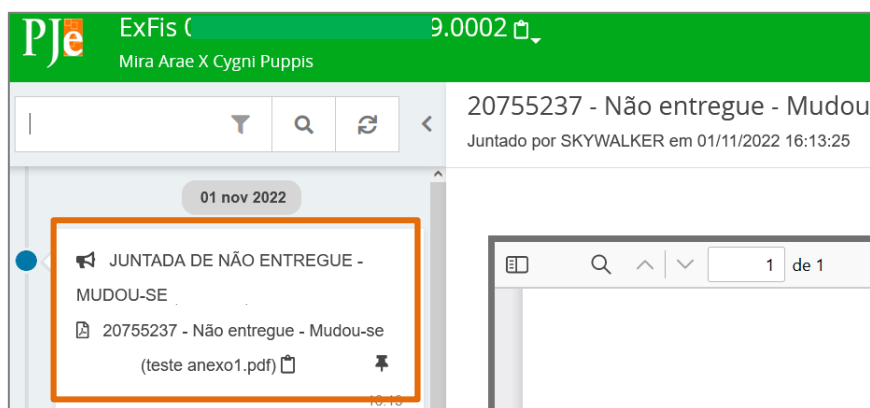 PJe
ExFis (
9.0002
Mira Arae X Cygni Puppis
20755237 - Não entregue - Mudou
Juntado por SKYWALKER em 01/11/2022 16:13:25
01 nov 2022
JUNTADA DE NÃO ENTREGUE -
MUDOU-SE
20755237 - Não entregue - Mudou-se
(teste anexo1.pdf)
1 de 1